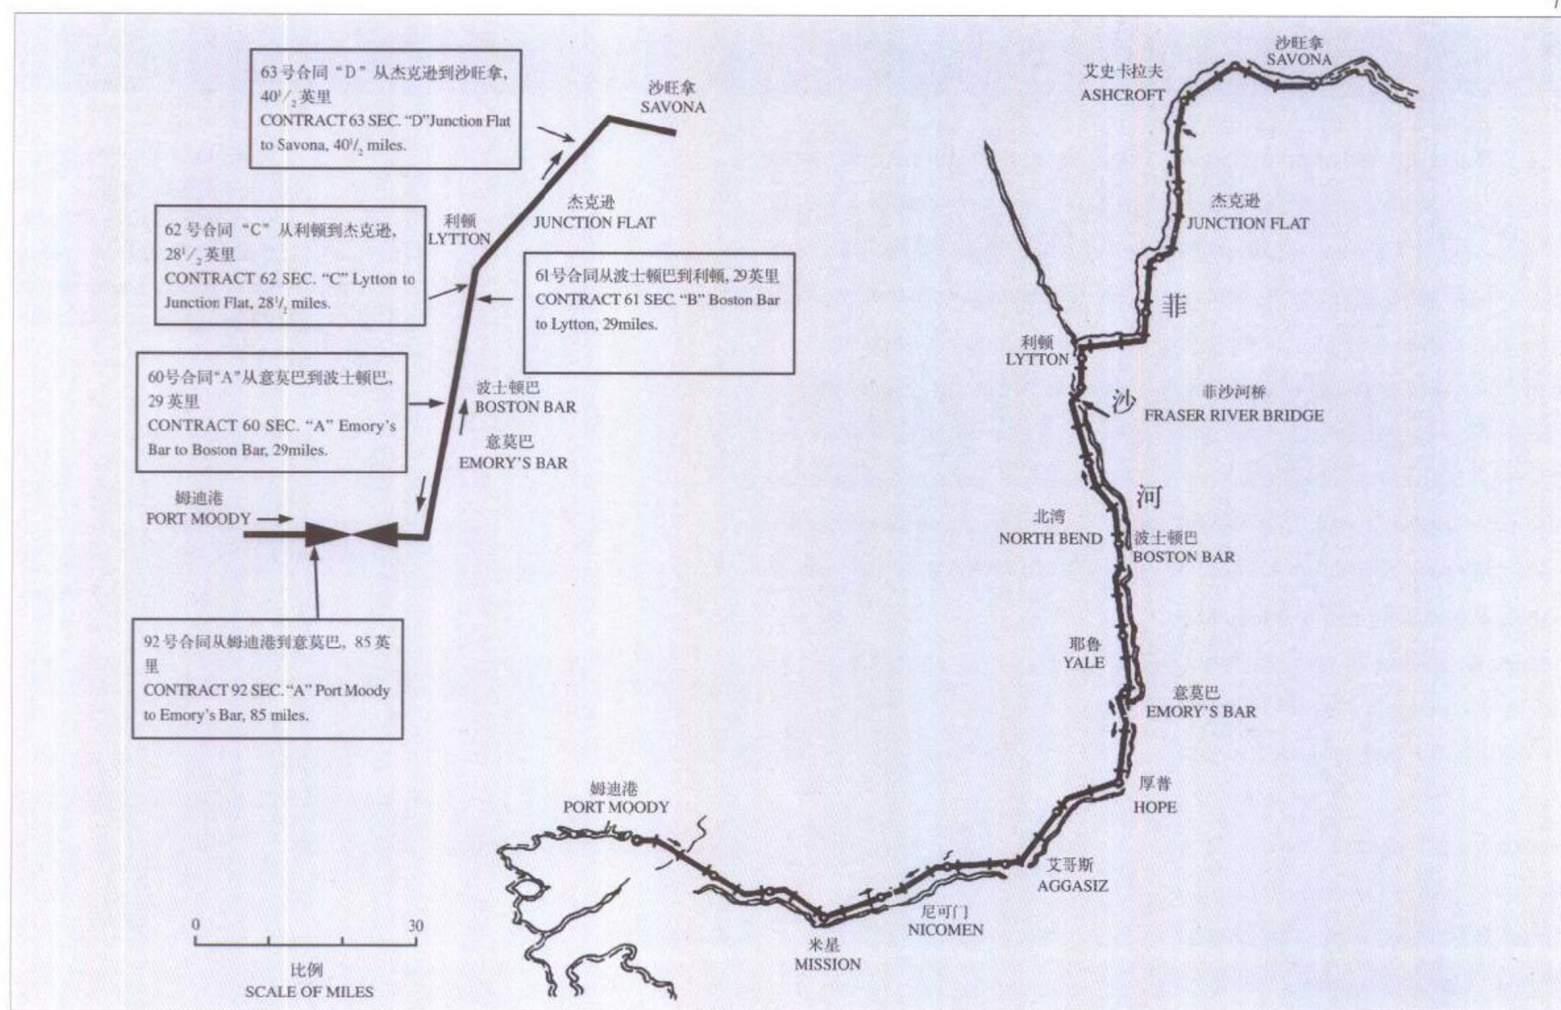 63号合同“D”从杰克逊到沙旺拿,
40 1/2 英里
CONTRACT 63 SEC. “D”Junction Flat
to Savona, 40 1/2 miles.
沙旺拿
SAVONA
杰克逊
JUNCTION FLAT
利顿
LYTTON
62号合同“C”从利顿到杰克逊,
28 1/2 英里
CONTRACT 62 SEC. “C” Lytton to
Junction Flat, 28 1/2 miles.
61号合同从波士顿巴到利顿, 29英里
CONTRACT 61 SEC. “B” Boston Bar
to Lytton, 29miles.
60号合同“A”从意莫巴到波士顿巴,
29英里
CONTRACT 60 SEC. “A” Emory's
Bar to Boston Bar, 29miles.
波士顿巴
BOSTON BAR
意莫巴
EMORY'S BAR
姆迪港
PORT MOODY
92号合同从姆迪港到意莫巴, 85英
里
CONTRACT 92 SEC. “A” Port Moody
to Emory's Bar, 85 miles.
沙旺拿
SAVONA
艾史卡拉夫
ASHCROFT
杰克逊
JUNCTION FLAT
菲
利顿
LYTTON
沙
菲沙河桥
FRASER RIVER BRIDGE
河
北湾
NORTH BEND
波士顿巴
BOSTON BAR
耶鲁
YALE
意莫巴
EMORY'S BAR
厚普
HOPE
姆迪港
PORT MOODY
艾哥斯
AGGASIZ
尼可门
NICOMEN
米星
MISSION
0 30
比例
SCALE OF MILES